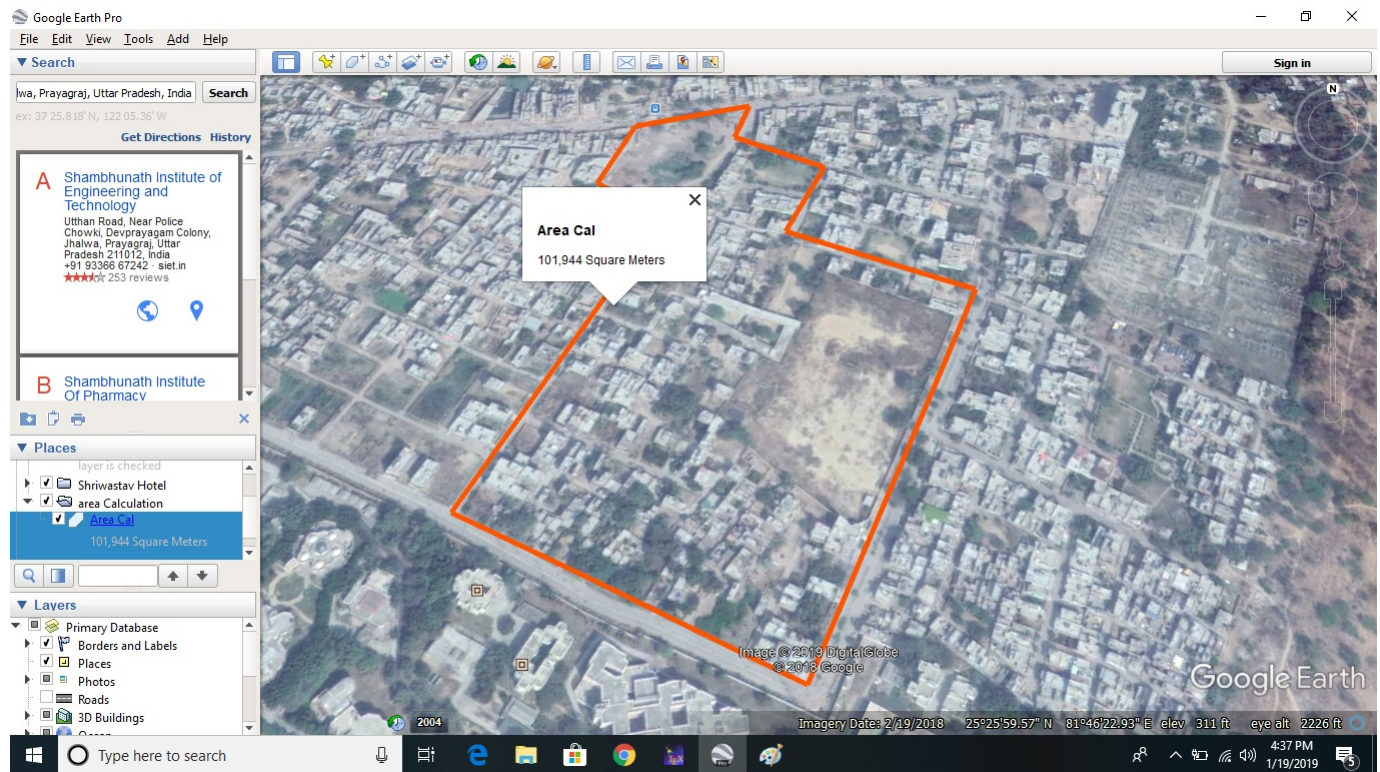 Google Earth Pro
File Edit View Tools Add Help
Search
lwa, Prayagraj, Uttar Pradesh, India Search
ex: 37 25.818' N, 122 05.36' W
Get Directions History
A Shambhunath Institute of
Engineering and
Technology
Utthan Road, Near Police
Chowki, Devprayagam Colony,
Jhalwa, Prayagraj, Uttar
Pradesh 211012, India
+91 93366 67242 - siet.in
253 reviews
B Shambhunath Institute
Of Pharmacy
Places
layer is checked
Shriwastav Hotel
area Calculation
Area Cal
101,944 Square Meters
Layers
Primary Database
Borders and Labels
Places
Photos
Roads
3D Buildings
Ocean
Sign in
N
Area Cal
101,944 Square Meters
Image © 2019 DigitalGlobe
© 2018 Google
Google Earth
2004
Imagery Date: 2/19/2018 25°25'59.57" N 81°46'22.93" E elev 311 ft eye alt 2226 ft
Type here to search
TEX
Pro
4:37 PM
1/19/2019
5